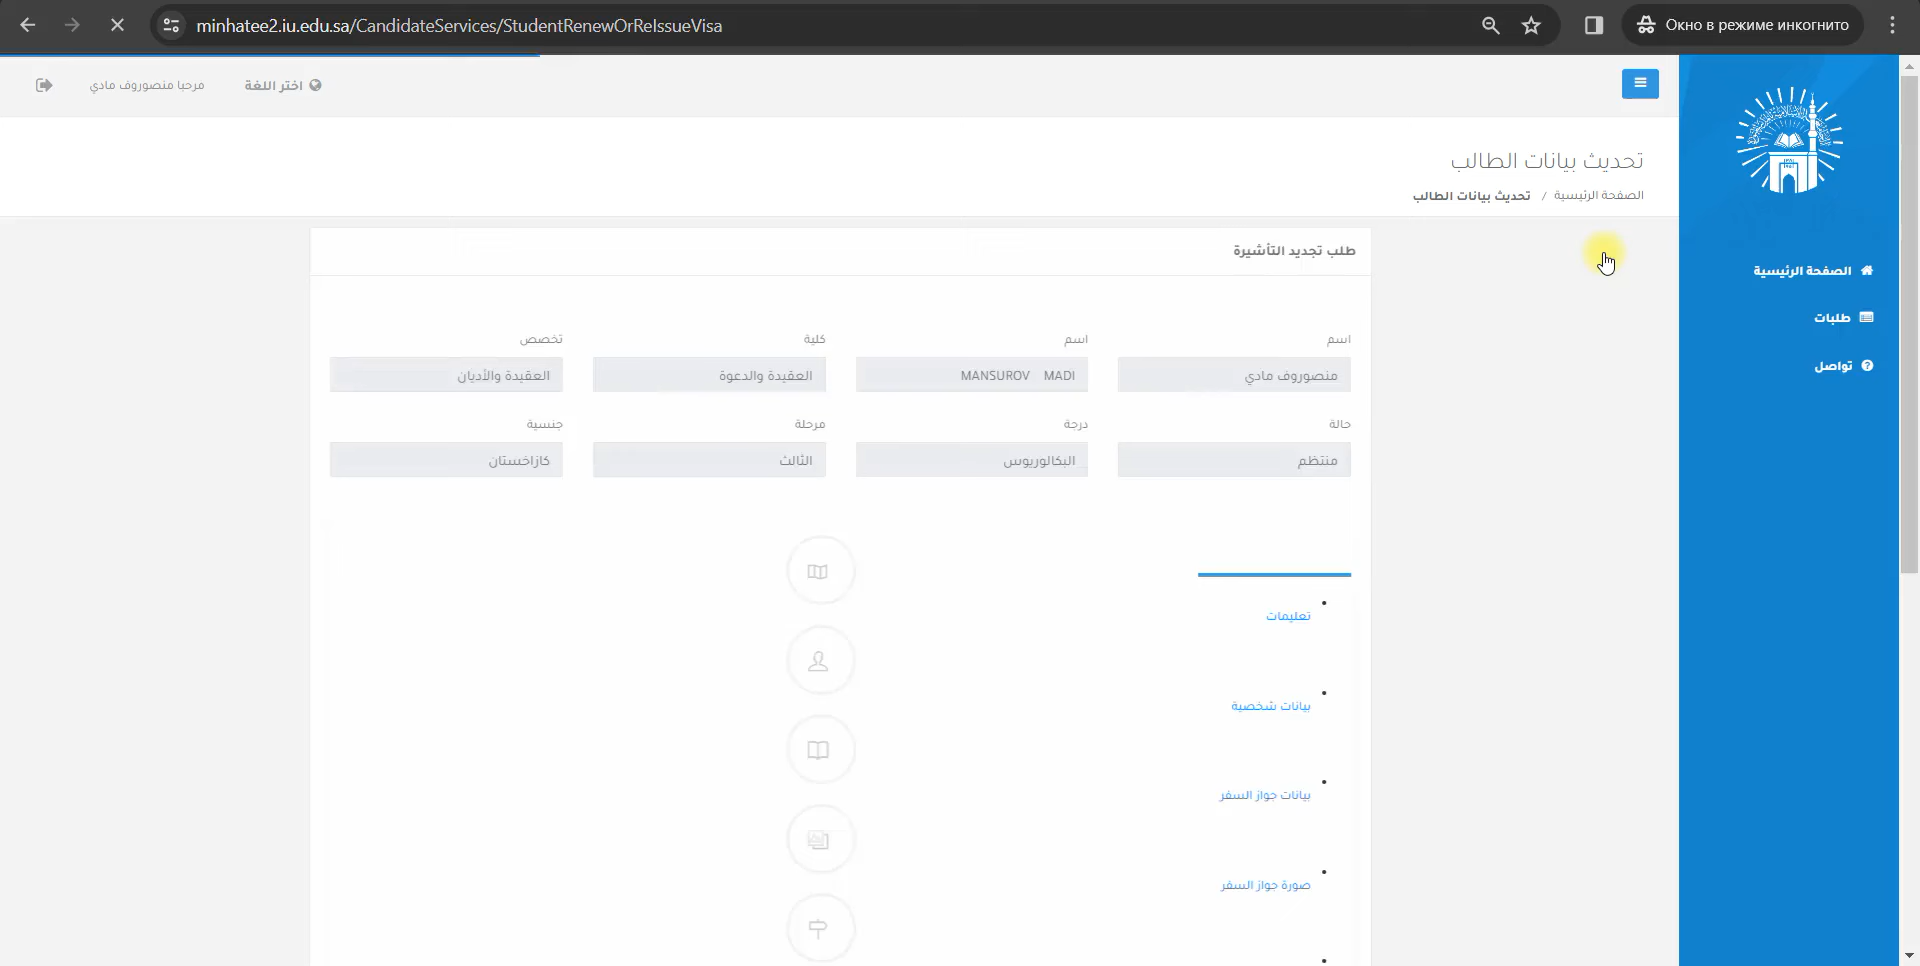 minhatee2.iu.edu.sa/CandidateServices/StudentRenewOrReIssueVisa
Окно в режиме инкогнито
اختر اللغة
مرحبا منصوروف مادي
تحديث بيانات الطالب
الصفحة الرئيسية / تحديث بيانات الطالب
الصفحة الرئيسية
طلبات
تواصل
طلب تجديد التأشيرة
اسم
اسم
كلية
تخصص
منصوروف مادي
MANSUROV MADI
العقيدة والدعوة
العقيدة والأديان
حالة
درجة
مرحلة
جنسية
منتظم
البكالوريوس
الثالث
كازاخستان
تعليمات
بيانات شخصية
بيانات جواز السفر
صورة جواز السفر